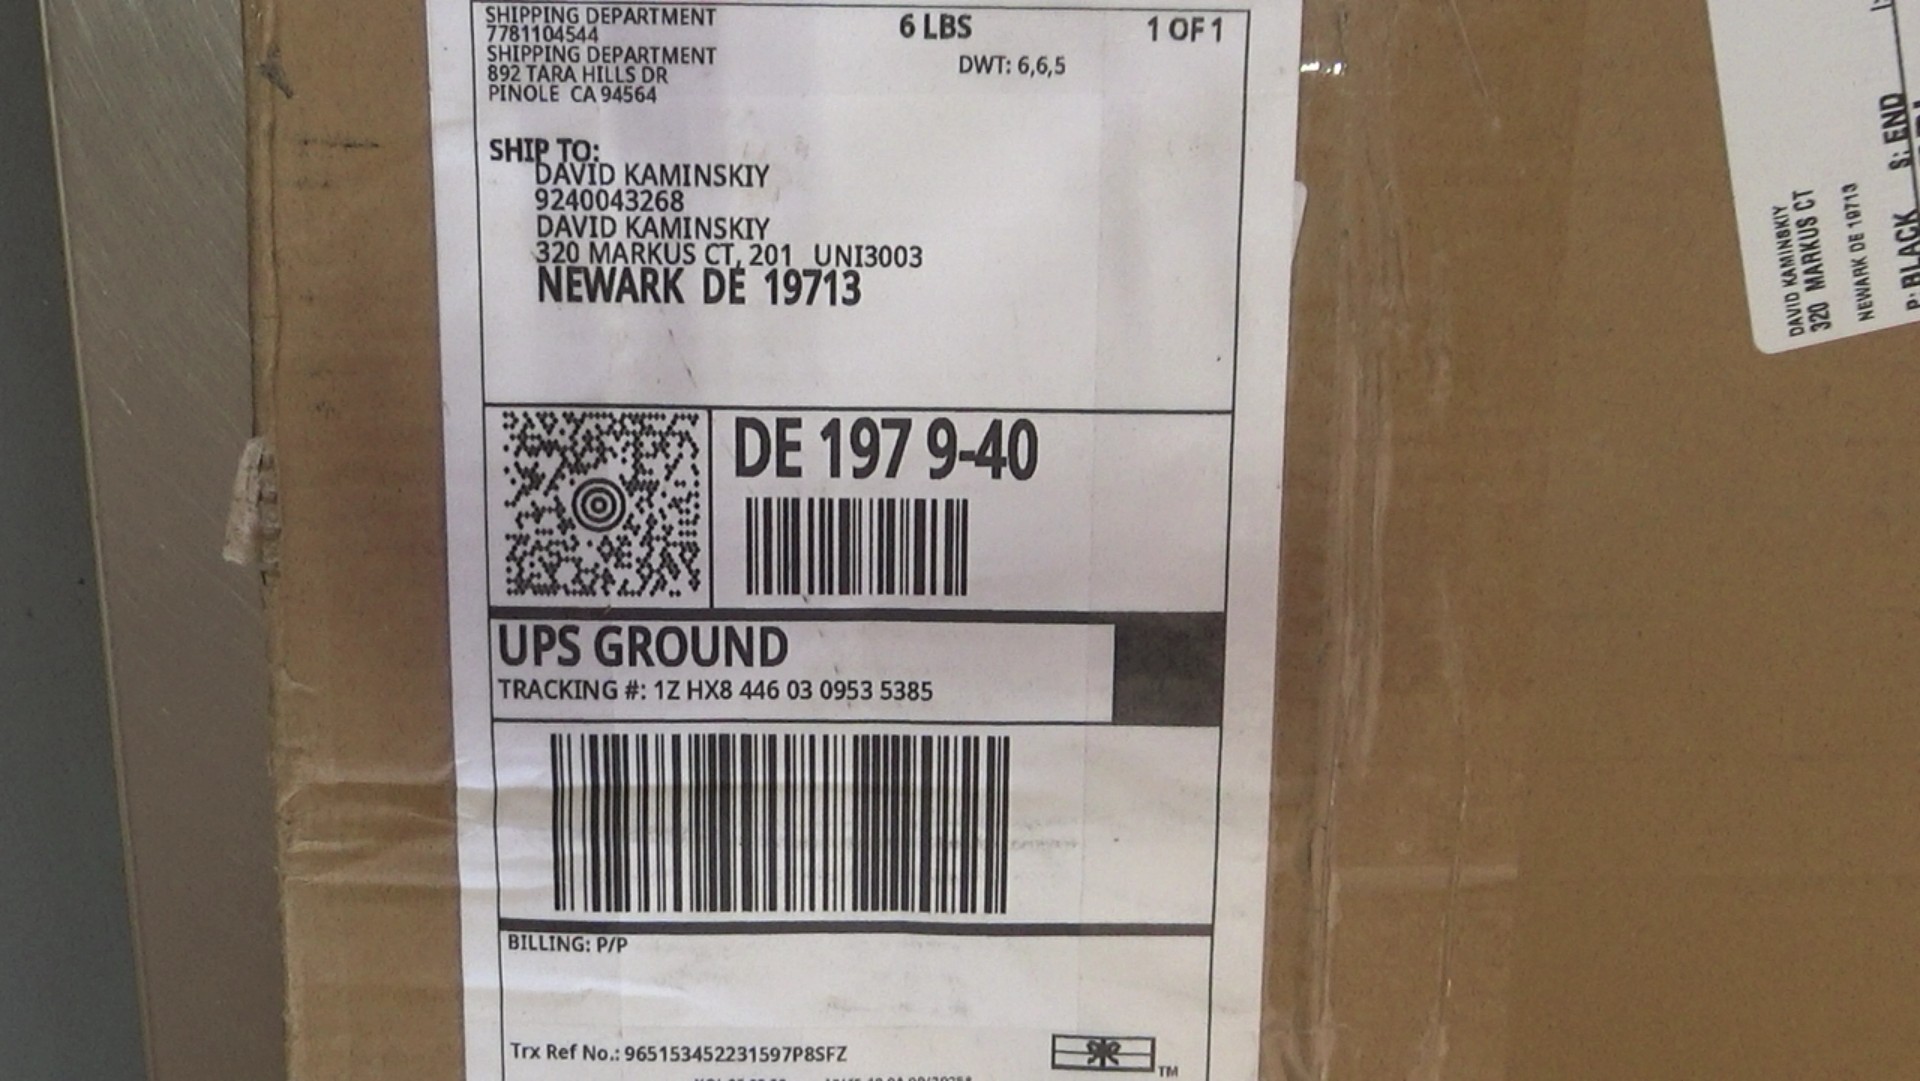 SHIPPING DEPARTMENT
7781104544
SHIPPING DEPARTMENT
892 TARA HILLS DR
PINOLE CA 94564
6 LBS
1 OF 1
DWT: 6,6,5
SHIP TO:
DAVID KAMINSKIY
9240043268
DAVID KAMINSKIY
320 MARKUS CT, 201 UNI3003
NEWARK DE 19713
DE 197 9-40
UPS GROUND
TRACKING #: 1Z HX8 446 03 0953 5385
BILLING: P/P
Trx Ref No.: 965153452231597P8SFZ
TM
DAVID KAMINSKIY
320 MARKUS CT
NEWARK DE 19713
P: BLACK S: END